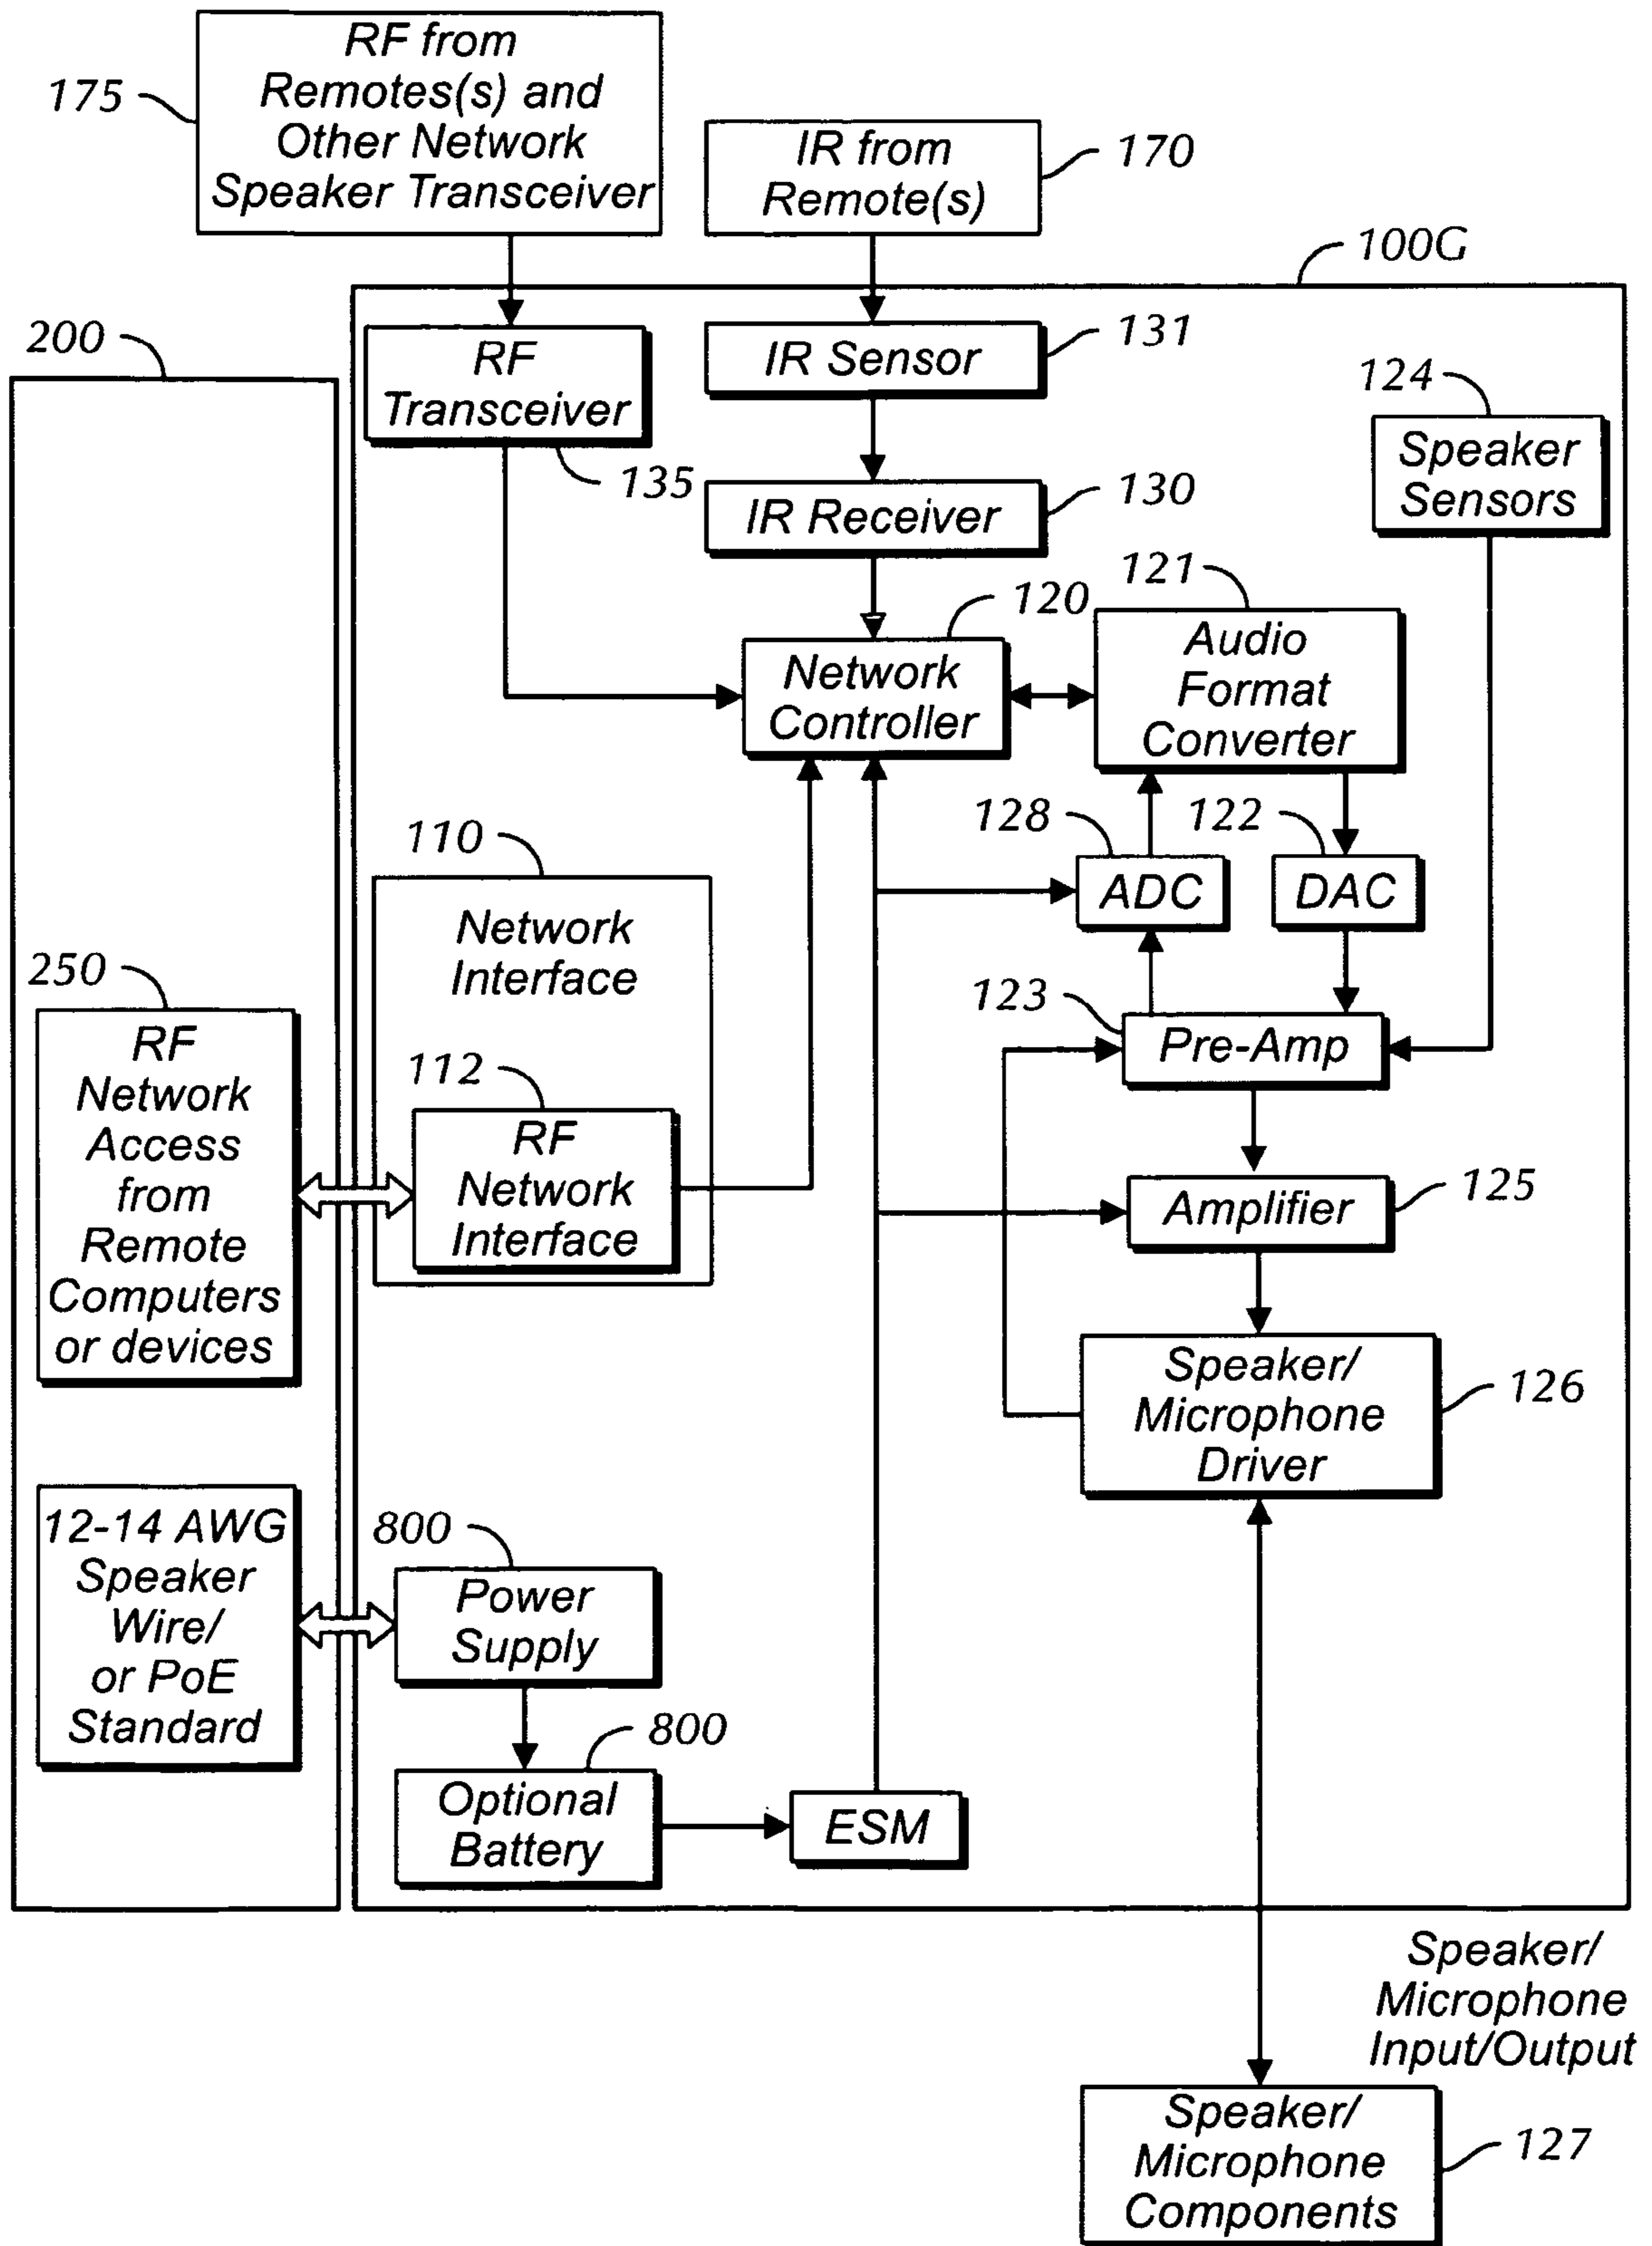 RF from
Remotes(s) and
Other Network
Speaker Transceiver
175
IR from
Remote(s)
170
100G
200
RF
Transceiver
135
IR Sensor
131
124
Speaker
Sensors
IR Receiver
130
121
120
Network
Controller
Audio
Format
Converter
128
ADC
122
DAC
110
Network
Interface
250
RF
Network
Access
from
Remote
Computers
or devices
112
RF
Network
Interface
123
Pre-Amp
Amplifier
125
Speaker/
Microphone
Driver
126
12-14 AWG
Speaker
Wire/
or PoE
Standard
800
Power
Supply
800
Optional
Battery
ESM
Speaker/
Microphone
Input/Output
Speaker/
Microphone
Components
127